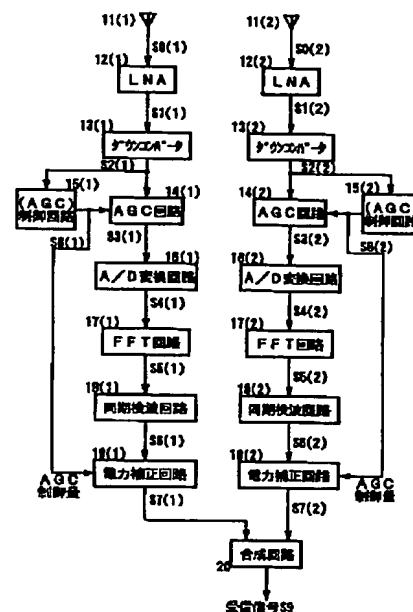 11(1)
11(2)
S0(1)
S0(2)
12(1)
12(2)
LNA
LNA
S1(1)
S1(2)
13(1)
13(2)
ダウンコンバータ
ダウンコンバータ
S2(1)
S2(2)
15(1)
15(2)
(AGC)
制御回路
14(1)
14(2)
(AGC)
制御回路
AGC回路
AGC回路
S8(1)
S8(2)
S3(1)
S3(2)
16(1)
16(2)
A/D変換回路
A/D変換回路
S4(1)
S4(2)
17(1)
17(2)
FFT回路
FFT回路
S5(1)
S5(2)
18(1)
18(2)
同期検波回路
同期検波回路
S6(1)
S6(2)
19(1)
19(2)
電力補正回路
電力補正回路
AGC
制御量
AGC
制御量
S7(1)
S7(2)
合成回路
20
受信信号S9